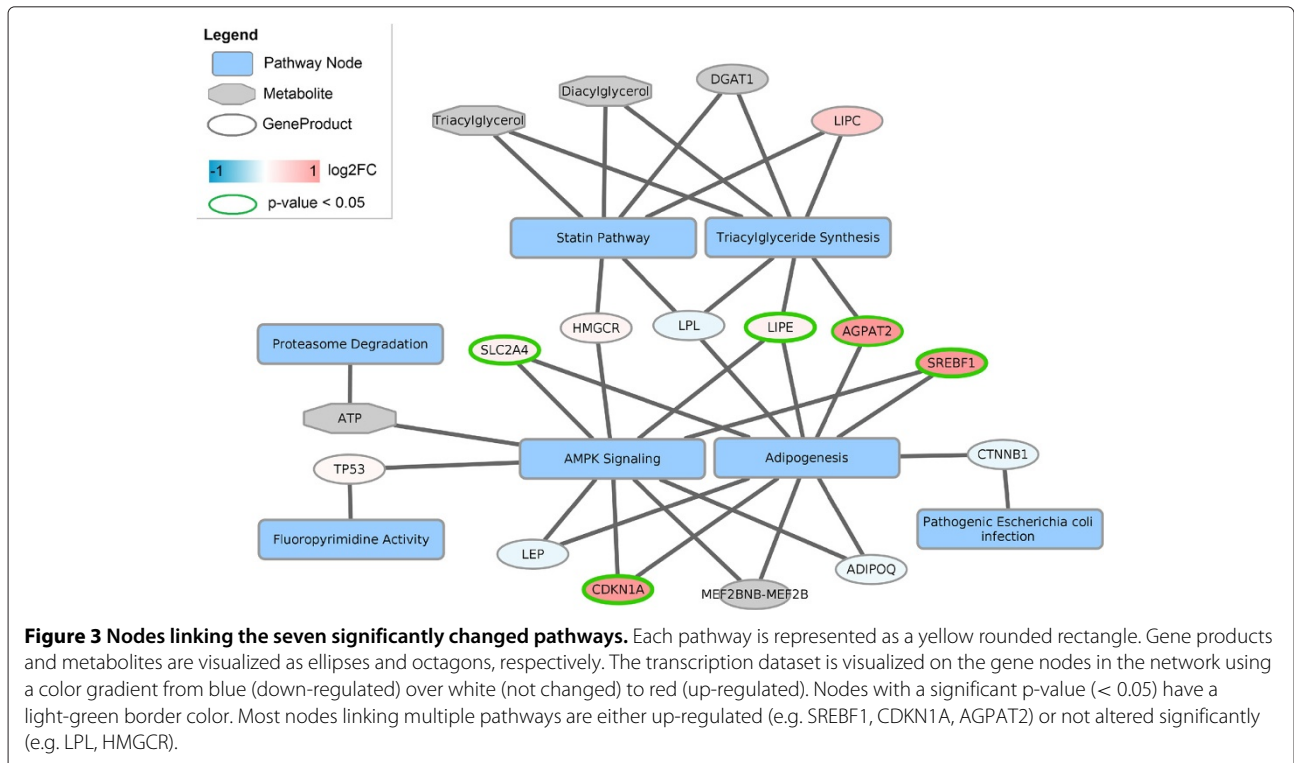 Legend
Pathway Node
Metabolite
GeneProduct
-1 1 log2FC
p-value < 0.05
DGAT1
Diacylglycerol
Triacylglycerol
LIPC
Statin Pathway
Triacylglyceride Synthesis
HMGCR
LPL
LIPE
AGPAT2
Proteasome Degradation
SLC2A4
SREBF1
ATP
AMPK Signaling
Adipogenesis
CTNNB1
TP53
Fluoropyrimidine Activity
Pathogenic Escherichia coli
infection
LEP
ADIPOQ
CDKN1A
MEF2BNB-MEF2B
Figure 3 Nodes linking the seven significantly changed pathways. Each pathway is represented as a yellow rounded rectangle. Gene products
and metabolites are visualized as ellipses and octagons, respectively. The transcription dataset is visualized on the gene nodes in the network using
a color gradient from blue (down-regulated) over white (not changed) to red (up-regulated). Nodes with a significant p-value (< 0.05) have a
light-green border color. Most nodes linking multiple pathways are either up-regulated (e.g. SREBF1, CDKN1A, AGPAT2) or not altered significantly
(e.g. LPL, HMGCR).